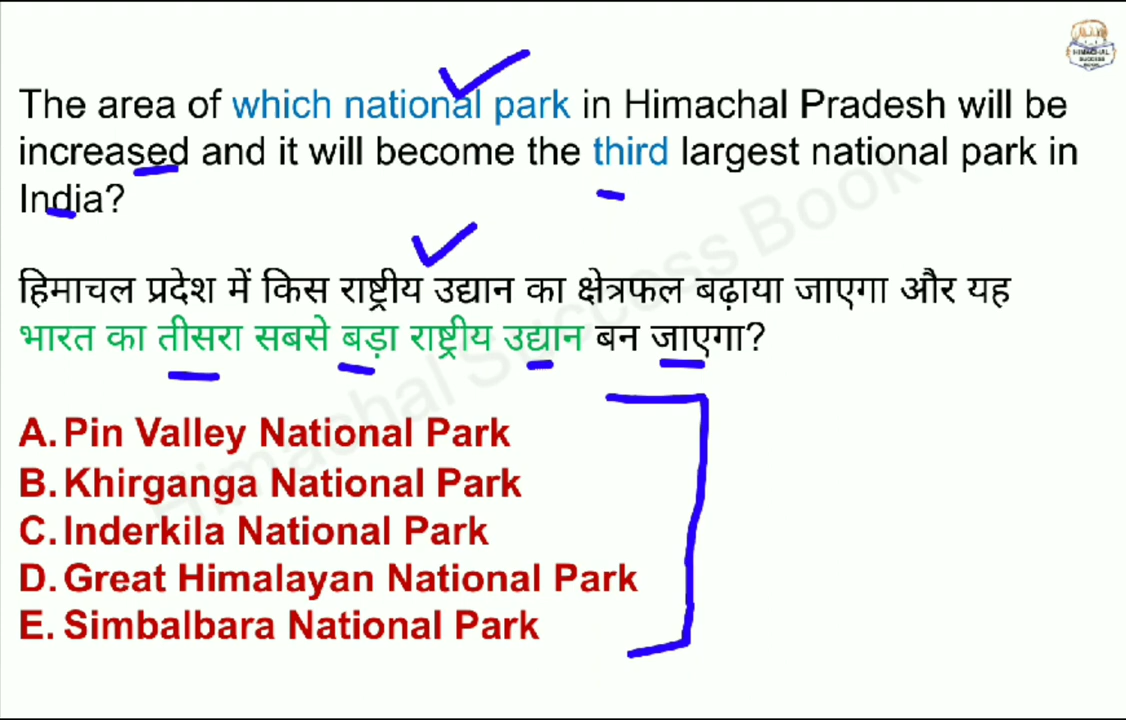 HIMACHAL
SUCCESS
BOOK
The area of which national park in Himachal Pradesh will be
increased and it will become the third largest national park in
India?
हिमाचल प्रदेश में किस राष्ट्रीय उद्यान का क्षेत्रफल बढ़ाया जाएगा और यह
भारत का तीसरा सबसे बड़ा राष्ट्रीय उद्यान बन जाएगा?
A. Pin Valley National Park
B. Khirganga National Park
C. Inderkila National Park
D. Great Himalayan National Park
E. Simbalbara National Park
Himachal Success Book